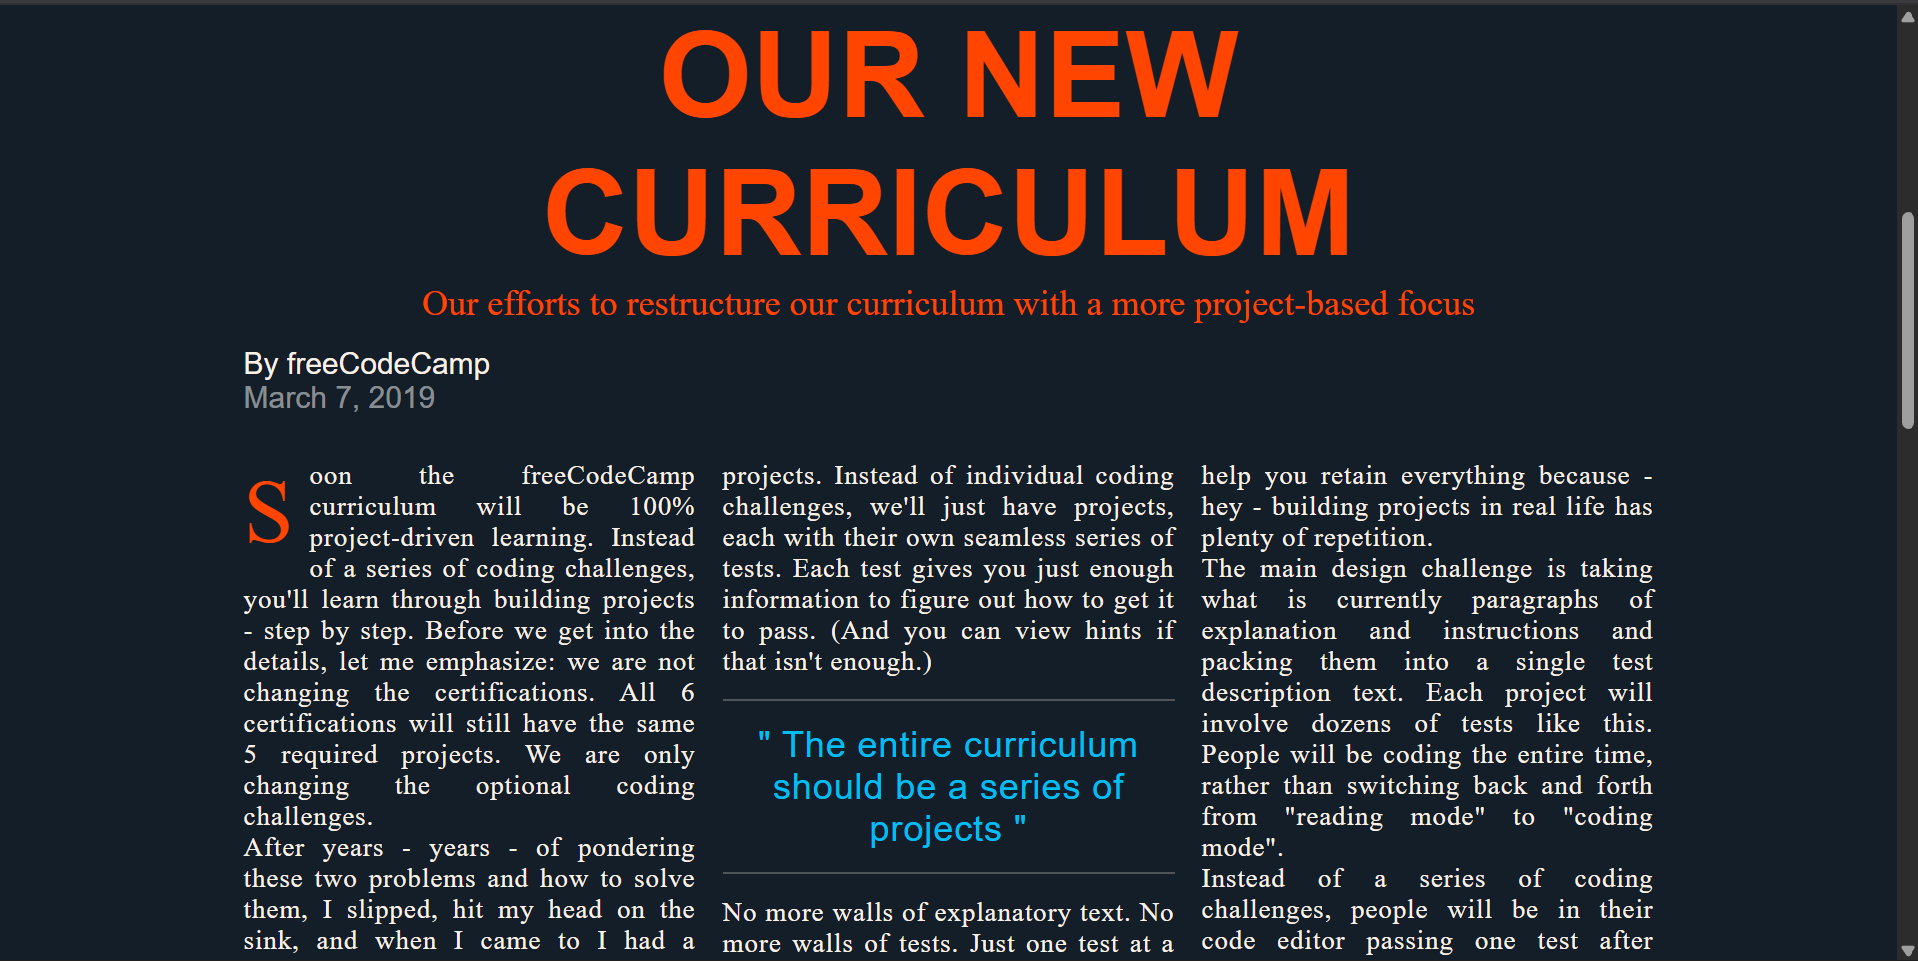 OUR NEW
CURRICULUM
Our efforts to restructure our curriculum with a more project-based focus
By freeCodeCamp
March 7, 2019
Soon the freeCodeCamp
curriculum will be 100%
project-driven learning. Instead
of a series of coding challenges,
you'll learn through building projects
- step by step. Before we get into the
details, let me emphasize: we are not
changing the certifications. All 6
certifications will still have the same
5 required projects. We are only
changing the optional coding
challenges.
After years - years - of pondering
these two problems and how to solve
them, I slipped, hit my head on the
sink, and when I came to I had a
projects. Instead of individual coding
challenges, we'll just have projects,
each with their own seamless series of
tests. Each test gives you just enough
information to figure out how to get it
to pass. (And you can view hints if
that isn't enough.)
" The entire curriculum
should be a series of
projects "
No more walls of explanatory text. No
more walls of tests. Just one test at a
help you retain everything because -
hey - building projects in real life has
plenty of repetition.
The main design challenge is taking
what is currently paragraphs of
explanation and instructions and
packing them into a single test
description text. Each project will
involve dozens of tests like this.
People will be coding the entire time,
rather than switching back and forth
from "reading mode" to "coding
mode".
Instead of a series of coding
challenges, people will be in their
code editor passing one test after